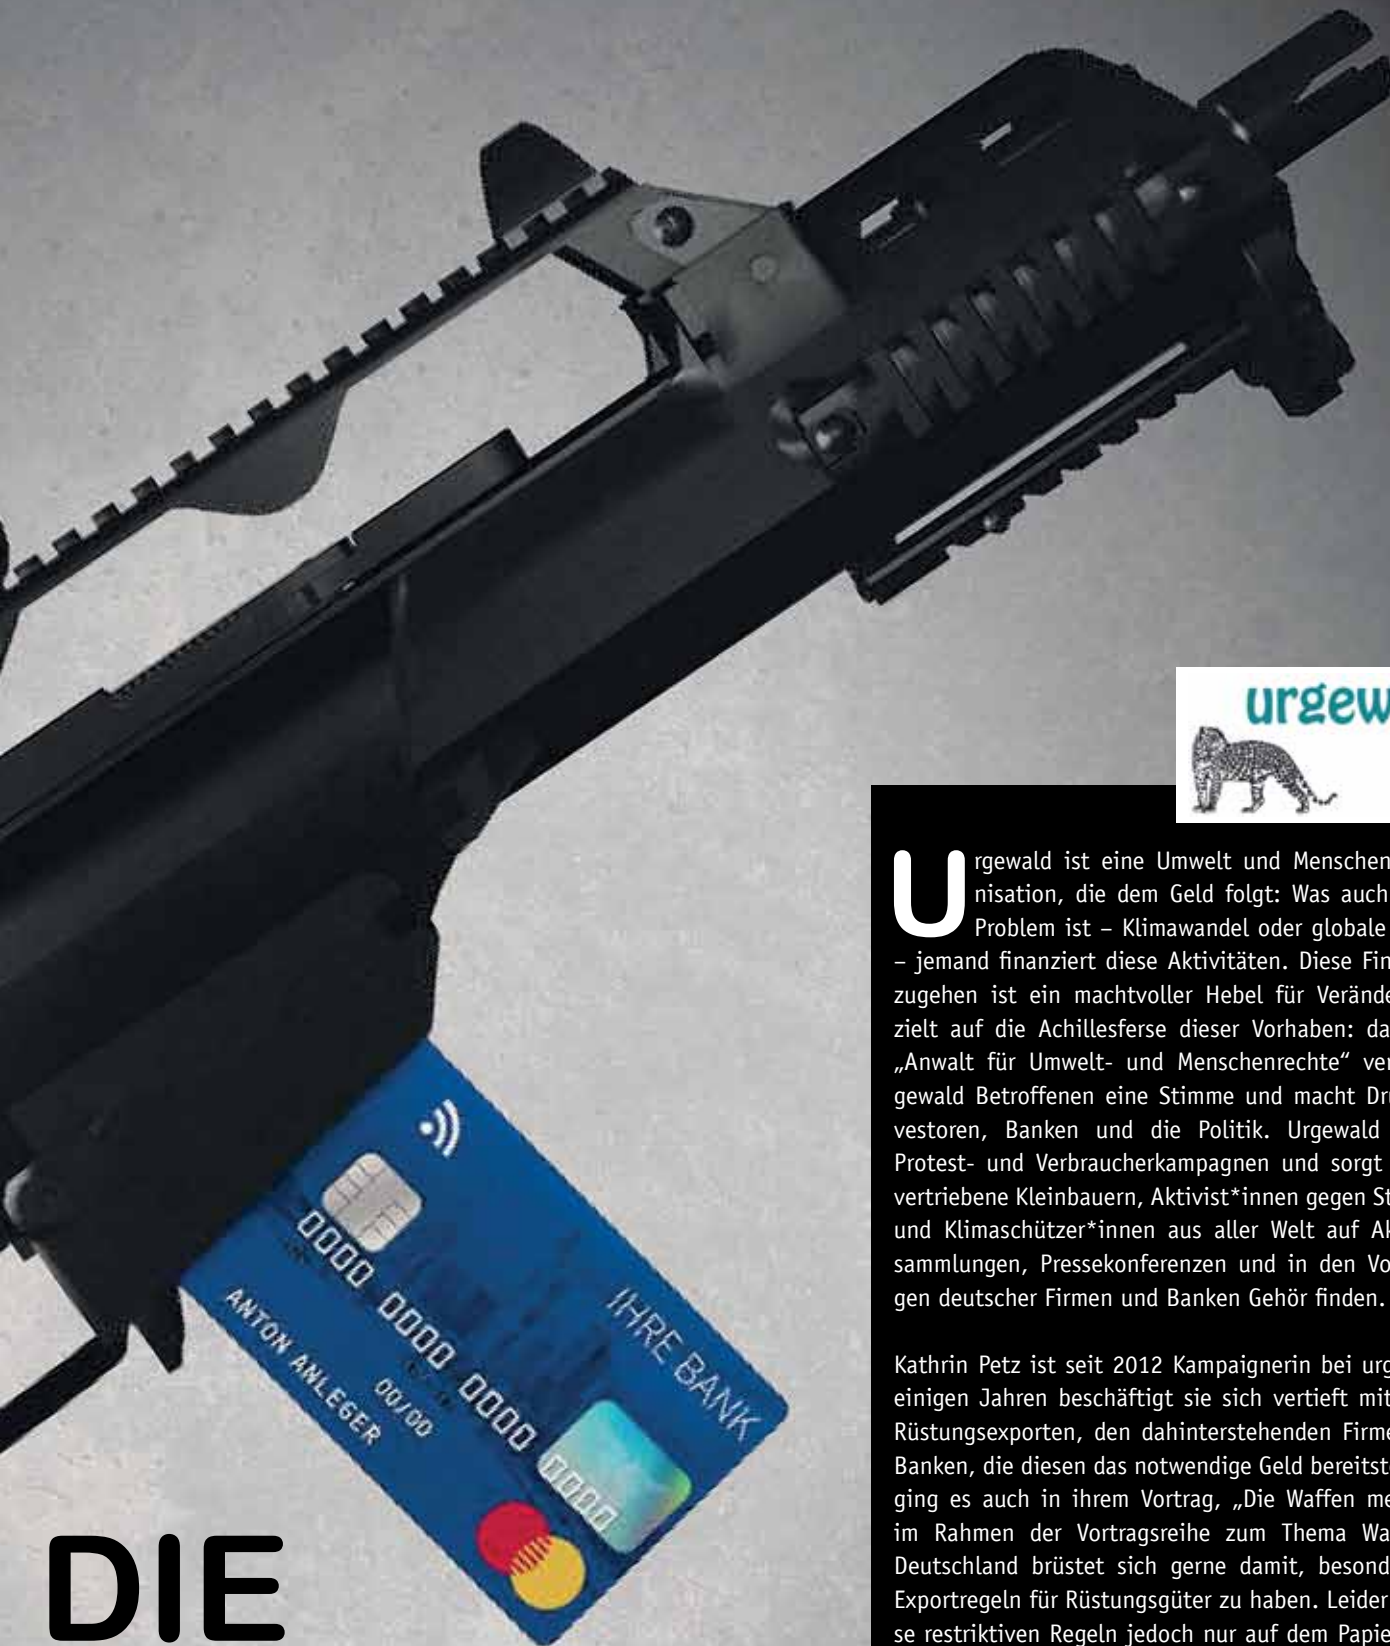 urgew
Urgewald ist eine Umwelt und Menschen
nisation, die dem Geld folgt: Was auch
Problem ist – Klimawandel oder globale
– jemand finanziert diese Aktivitäten. Diese Fin
zugehen ist ein machtvoller Hebel für Verände
zielt auf die Achillesferse dieser Vorhaben: da
„Anwalt für Umwelt- und Menschenrechte“ ver
gewald Betroffenen eine Stimme und macht Dr
vestoren, Banken und die Politik. Urgewald
Protest- und Verbraucherkampagnen und sorgt
vertriebene Kleinbauern, Aktivist*innen gegen St
und Klimaschützer*innen aus aller Welt auf Ak
sammlungen, Pressekonferenzen und in den Vo
gen deutscher Firmen und Banken Gehör finden.
Kathrin Petz ist seit 2012 Kampaignerin bei urg
einigen Jahren beschäftigt sie sich vertieft mit
Rüstungsexporten, den dahinterstehenden Firme
Banken, die diesen das notwendige Geld bereitst
ging es auch in ihrem Vortrag, „Die Waffen me
im Rahmen der Vortragsreihe zum Thema Wa
Deutschland brüstet sich gerne damit, besond
Exportregeln für Rüstungsgüter zu haben. Leider
se restriktiven Regeln jedoch nur auf dem Papie
0000 0000 0000 0000
IHRE BANK
00/00
ANTON ANLEGER
DIE